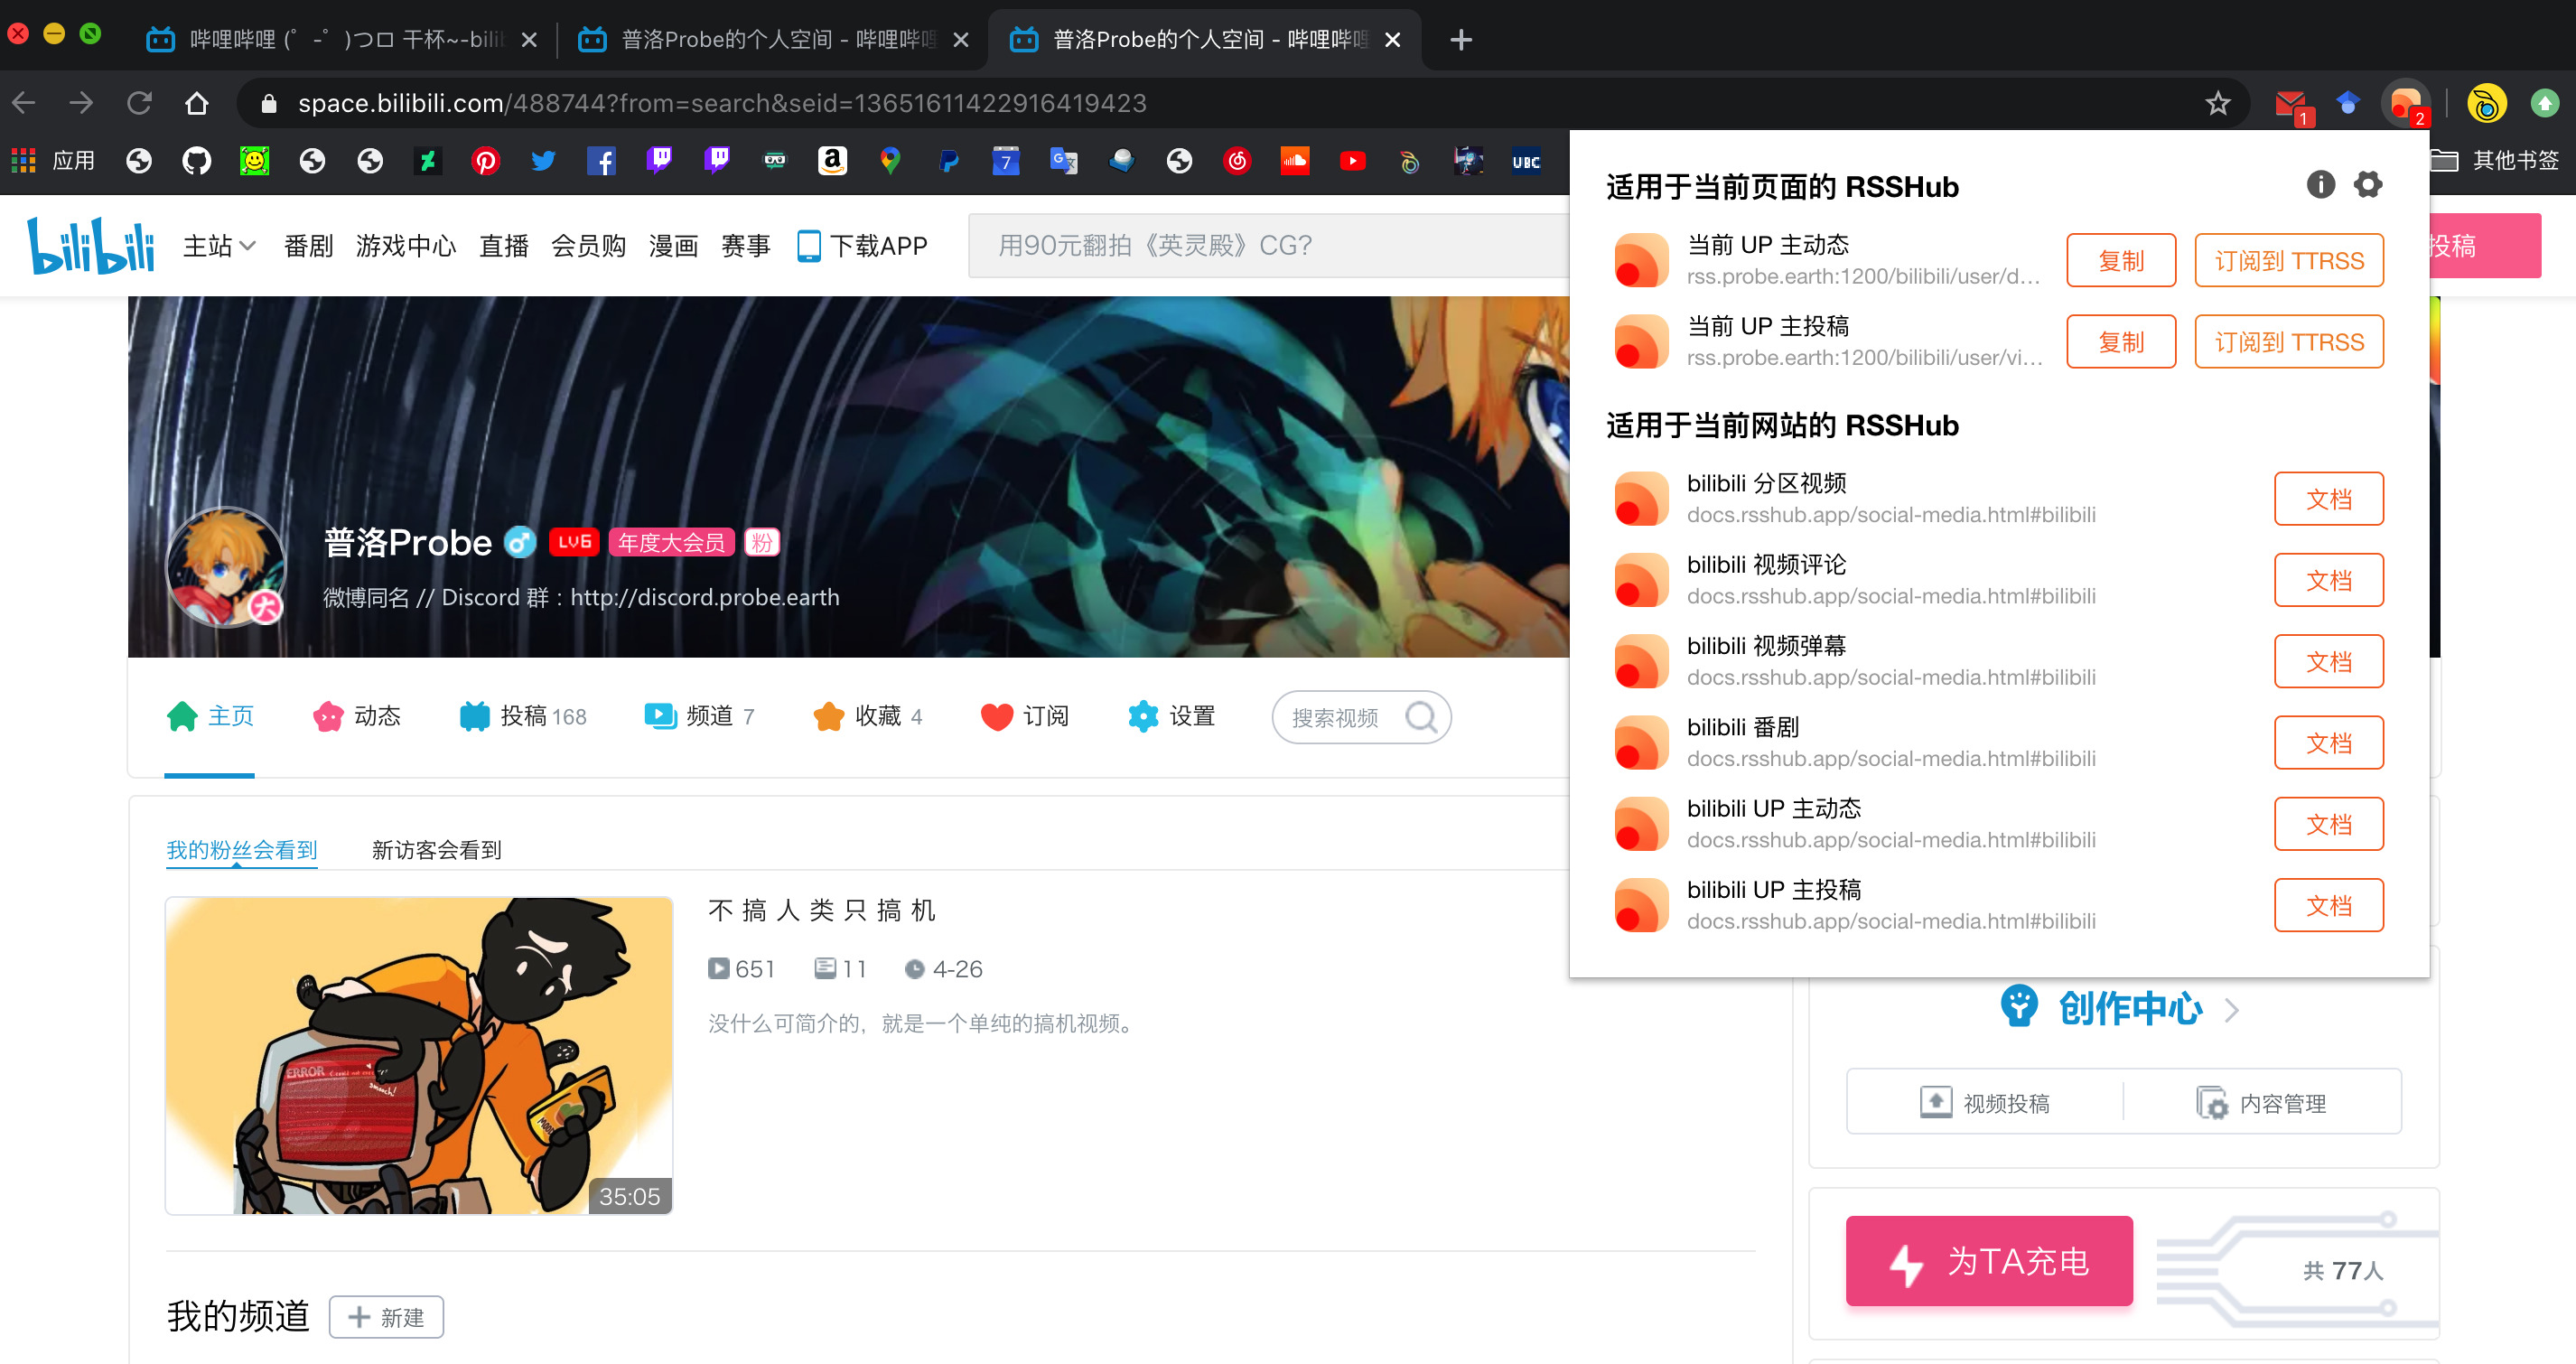 哔哩哔哩 (゜-゜)つロ 干杯~-bili
普洛Probe的个人空间 - 哔哩哔哩
普洛Probe的个人空间 - 哔哩哔哩
space.bilibili.com/488744?from=search&seid=13651611422916419423
1
2
应用
7
UBC
其他书签
bilibili
主站
番剧
游戏中心
直播
会员购
漫画
赛事
下载APP
用90元翻拍《英灵殿》CG?
投稿
普洛Probe
LV6
年度大会员
粉
大
微博同名 // Discord 群：http://discord.probe.earth
主页
动态
投稿 168
频道 7
收藏 4
订阅
设置
搜索视频
我的粉丝会看到
新访客会看到
ERROR
35:05
不 搞 人 类 只 搞 机
651
11
4-26
没什么可简介的，就是一个单纯的搞机视频。
我的频道
新建
适用于当前页面的 RSSHub
当前 UP 主动态
rss.probe.earth:1200/bilibili/user/d...
复制
订阅到 TTRSS
当前 UP 主投稿
rss.probe.earth:1200/bilibili/user/vi...
复制
订阅到 TTRSS
适用于当前网站的 RSSHub
bilibili 分区视频
docs.rsshub.app/social-media.html#bilibili
文档
bilibili 视频评论
docs.rsshub.app/social-media.html#bilibili
文档
bilibili 视频弹幕
docs.rsshub.app/social-media.html#bilibili
文档
bilibili 番剧
docs.rsshub.app/social-media.html#bilibili
文档
bilibili UP 主动态
docs.rsshub.app/social-media.html#bilibili
文档
bilibili UP 主投稿
docs.rsshub.app/social-media.html#bilibili
文档
创作中心
视频投稿
内容管理
为TA充电
共 77人